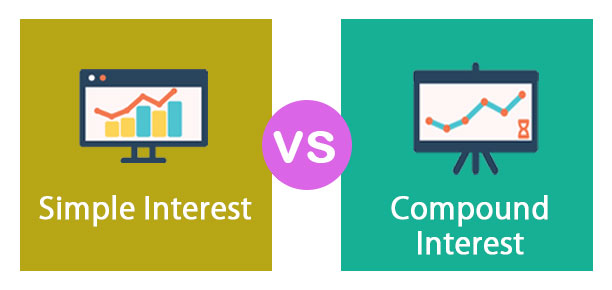 Simple Interest
VS
Compound
Interest